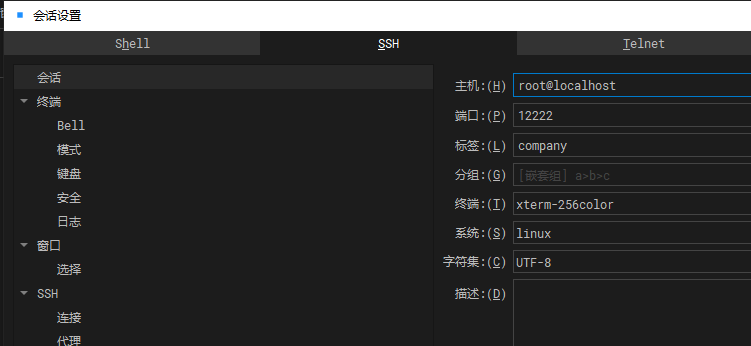 会话设置
Shell SSH Telnet
会话
终端
Bell
模式
键盘
安全
日志
窗口
选择
SSH
连接
代理
主机:(H) root@localhost
端口:(P) 12222
标签:(L) company
分组:(G) [嵌套组] a>b>c
终端:(T) xterm-256color
系统:(S) linux
字符集:(C) UTF-8
描述:(D)